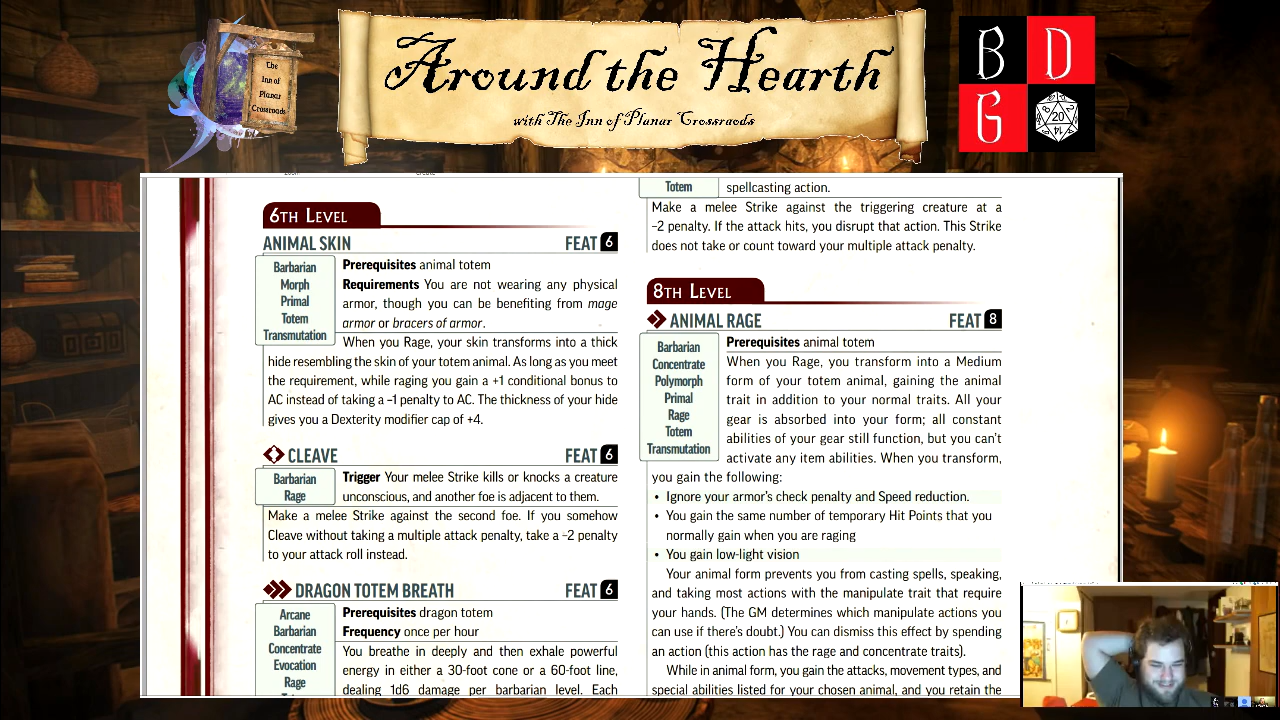 The
Inn of
Planar
Crossroads
Around the Hearth
with The Inn of Planar Crossraods
B D
G 20
6TH LEVEL
ANIMAL SKIN FEAT 6
Barbarian
Morph
Primal
Totem
Transmutation
Prerequisites animal totem
Requirements You are not wearing any physical
armor, though you can be benefiting from mage
armor or bracers of armor.
When you Rage, your skin transforms into a thick
hide resembling the skin of your totem animal. As long as you meet
the requirement, while raging you gain a +1 conditional bonus to
AC instead of taking a –1 penalty to AC. The thickness of your hide
gives you a Dexterity modifier cap of +4.
CLEAVE FEAT 6
Barbarian
Rage
Trigger Your melee Strike kills or knocks a creature
unconscious, and another foe is adjacent to them.
Make a melee Strike against the second foe. If you somehow
Cleave without taking a multiple attack penalty, take a –2 penalty
to your attack roll instead.
DRAGON TOTEM BREATH FEAT 6
Arcane
Barbarian
Concentrate
Evocation
Rage
Prerequisites dragon totem
Frequency once per hour
You breathe in deeply and then exhale powerful
energy in either a 30-foot cone or a 60-foot line,
dealing 1d6 damage per barbarian level. Each
Totem
spellcasting action.
Make a melee Strike against the triggering creature at a
–2 penalty. If the attack hits, you disrupt that action. This Strike
does not take or count toward your multiple attack penalty.
8TH LEVEL
ANIMAL RAGE FEAT 8
Barbarian
Concentrate
Polymorph
Primal
Rage
Totem
Transmutation
Prerequisites animal totem
When you Rage, you transform into a Medium
form of your totem animal, gaining the animal
trait in addition to your normal traits. All your
gear is absorbed into your form; all constant
abilities of your gear still function, but you can't
activate any item abilities. When you transform,
you gain the following:
• Ignore your armor's check penalty and Speed reduction.
• You gain the same number of temporary Hit Points that you
normally gain when you are raging
• You gain low-light vision
Your animal form prevents you from casting spells, speaking,
and taking most actions with the manipulate trait that require
your hands. (The GM determines which manipulate actions you
can use if there's doubt.) You can dismiss this effect by spending
an action (this action has the rage and concentrate traits).
While in animal form, you gain the attacks, movement types, and
special abilities listed for your chosen animal, and you retain the